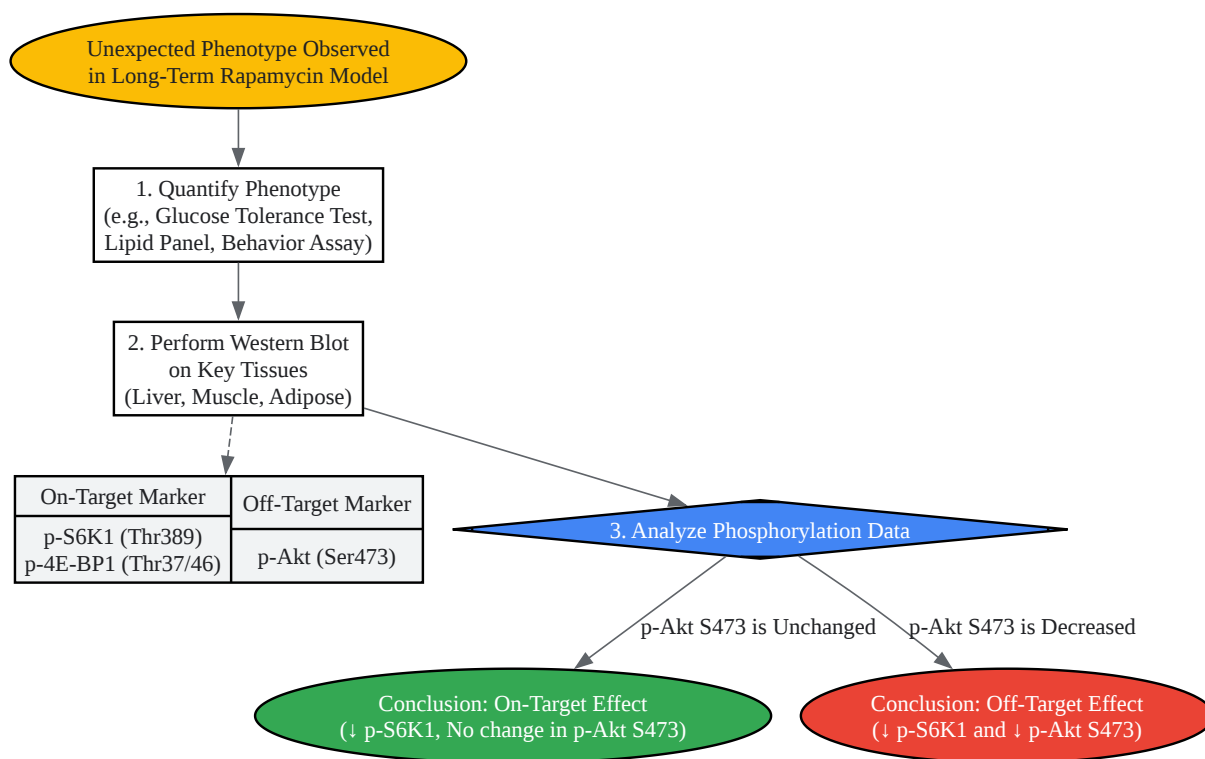 Unexpected Phenotype Observed
in Long-Term Rapamycin Model
1. Quantify Phenotype
(e.g., Glucose Tolerance Test,
Lipid Panel, Behavior Assay)
2. Perform Western Blot
on Key Tissues
(Liver, Muscle, Adipose)
On-Target Marker
p-S6K1 (Thr389)
p-4E-BP1 (Thr37/46)
Off-Target Marker
p-Akt (Ser473)
3. Analyze Phosphorylation Data
p-Akt S473 is Unchanged
p-Akt S473 is Decreased
Conclusion: On-Target Effect
(↓ p-S6K1, No change in p-Akt S473)
Conclusion: Off-Target Effect
(↓ p-S6K1 and ↓ p-Akt S473)